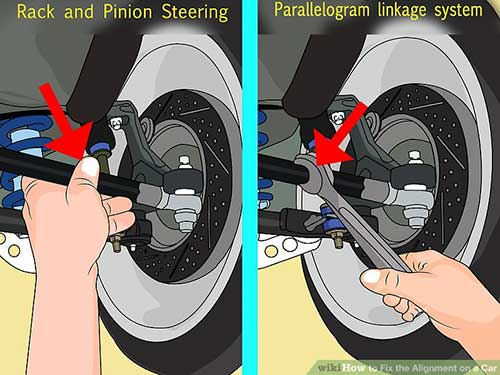 Rack and Pinion Steering
Parallelogram linkage system
wikiHow to Fix the Alignment on a Car